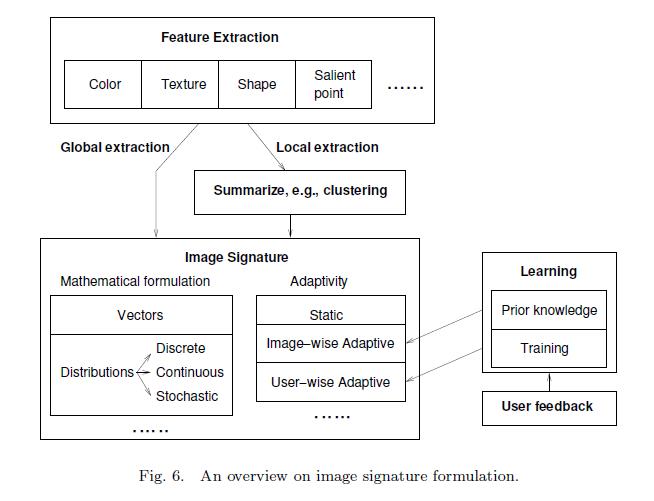 Feature Extraction
Color
Texture
Shape
Salient
point
......
Global extraction
Local extraction
Summarize, e.g., clustering
Image Signature
Mathematical formulation
Adaptivity
Vectors
Distributions
Discrete
Continuous
Stochastic
......
Static
Image–wise Adaptive
User–wise Adaptive
......
Learning
Prior knowledge
Training
User feedback
Fig. 6. An overview on image signature formulation.